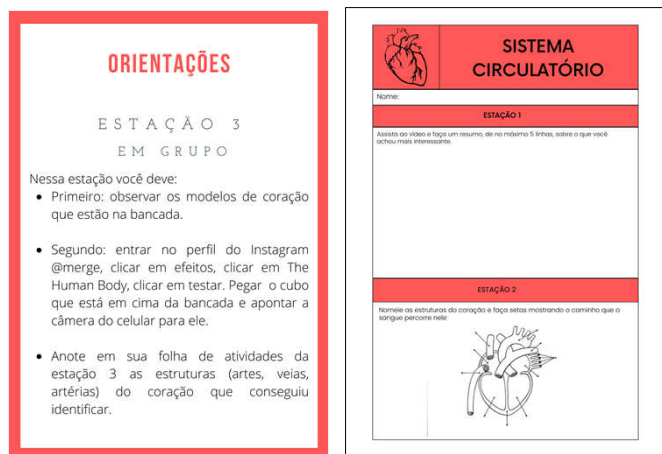 ORIENTAÇÕES
ESTAÇÃO 3
EM GRUPO
Nessa estação você deve:
• Primeiro: observar os modelos de coração
que estão na bancada.
• Segundo: entrar no perfil do Instagram
@merge, clicar em efeitos, clicar em The
Human Body, clicar em testar. Pegar o cubo
que está em cima da bancada e apontar a
câmera do celular para ele.
• Anote em sua folha de atividades da
estação 3 as estruturas (artes, veias,
artérias) do coração que conseguiu
identificar.
SISTEMA
CIRCULATÓRIO
Nome:
ESTAÇÃO 1
Assista ao vídeo e faça um resumo, de no máximo 5 linhas, sobre o que você
achou mais interessante.
ESTAÇÃO 2
Nomeie as estruturas do coração e faça setas mostrando o caminho que o
sangue percorre nele